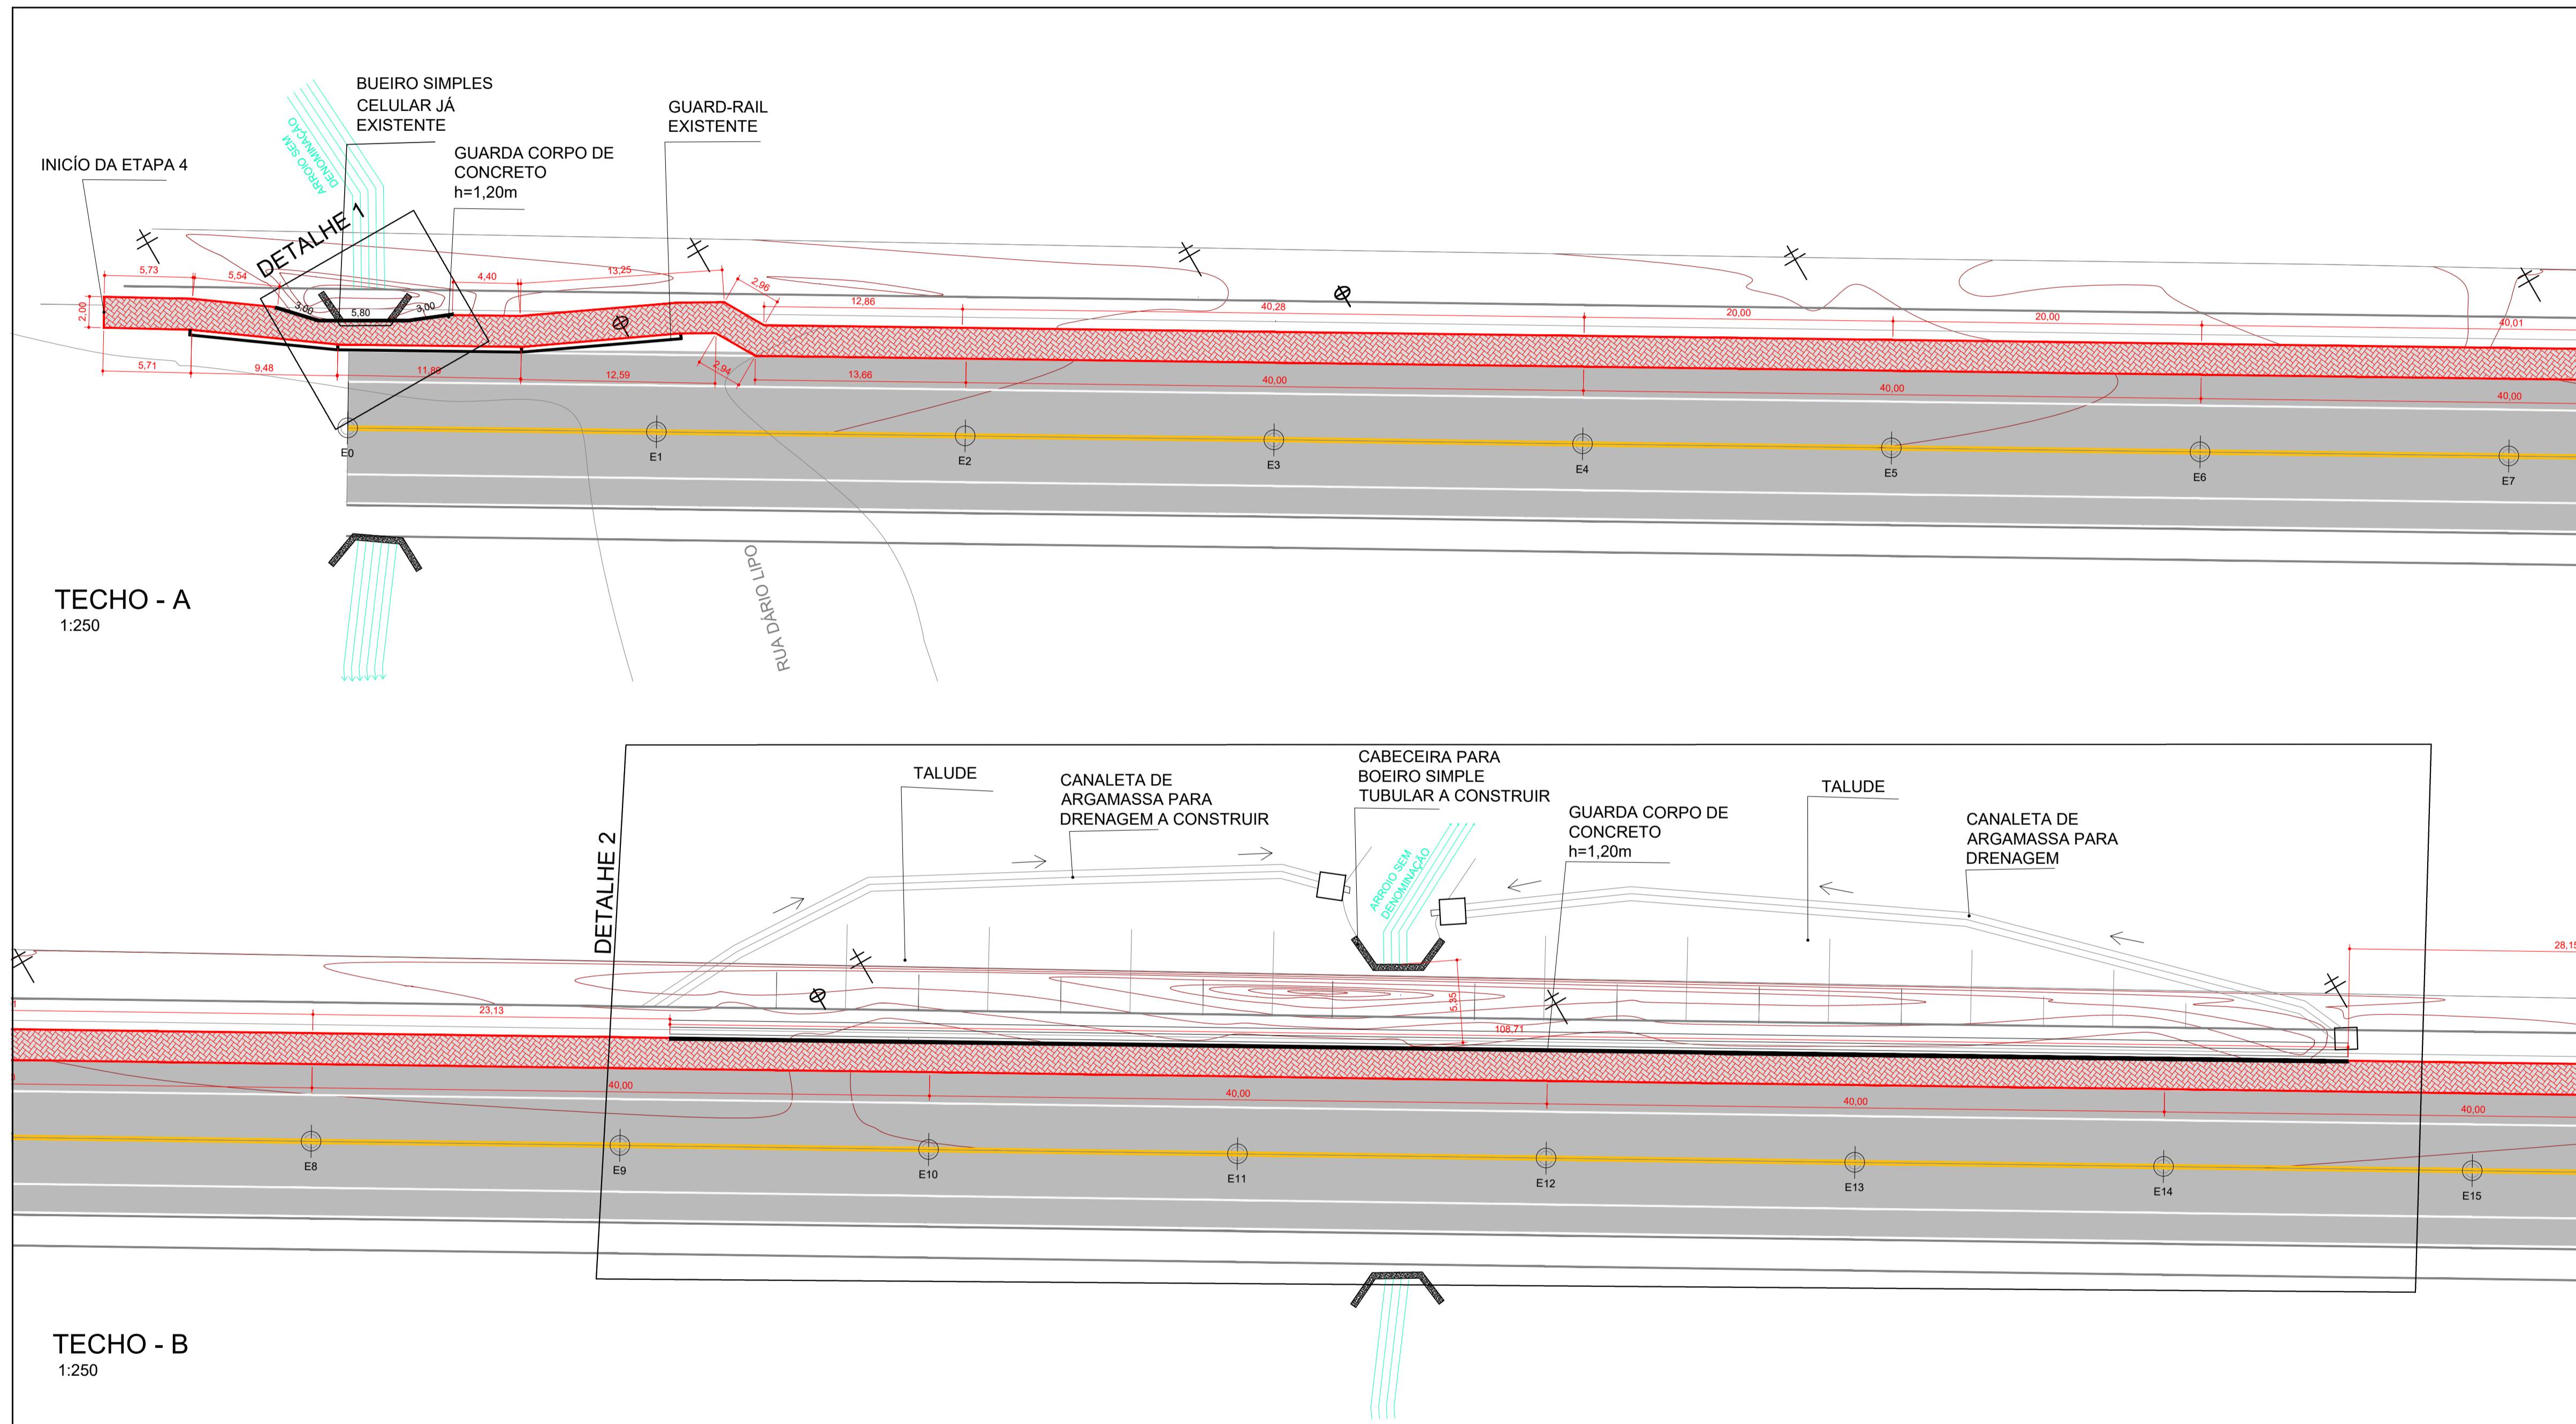 BUEIRO SIMPLES
CELULAR JÁ
EXISTENTE
GUARD-RAIL
EXISTENTE
ARROIO SEM
DENOMINAÇÃO
GUARDA CORPO DE
CONCRETO
h=1,20m
INICÍO DA ETAPA 4
DETALHE 1
5,73
5,54
4,40
13,25
2,96
12,86
40,28
20,00
20,00
40,01
2,00
3,00
5,80
3,00
5,71
9,48
12,59
2,94
13,66
40,00
40,00
40,00
E0
E1
E2
E3
E4
E5
E6
E7
RUA DÁRIO LIPO
TECHO - A
1:250
DETALHE 2
TALUDE
CANALETA DE
ARGAMASSA PARA
DRENAGEM A CONSTRUIR
CABECEIRA PARA
BOEIRO SIMPLE
TUBULAR A CONSTRUIR
GUARDA CORPO DE
CONCRETO
h=1,20m
TALUDE
CANALETA DE
ARGAMASSA PARA
DRENAGEM
ARROIO SEM
DENOMINAÇÃO
28,15
23,13
5,35
108,71
40,00
40,00
40,00
40,00
E8
E9
E10
E11
E12
E13
E14
E15
TECHO - B
1:250